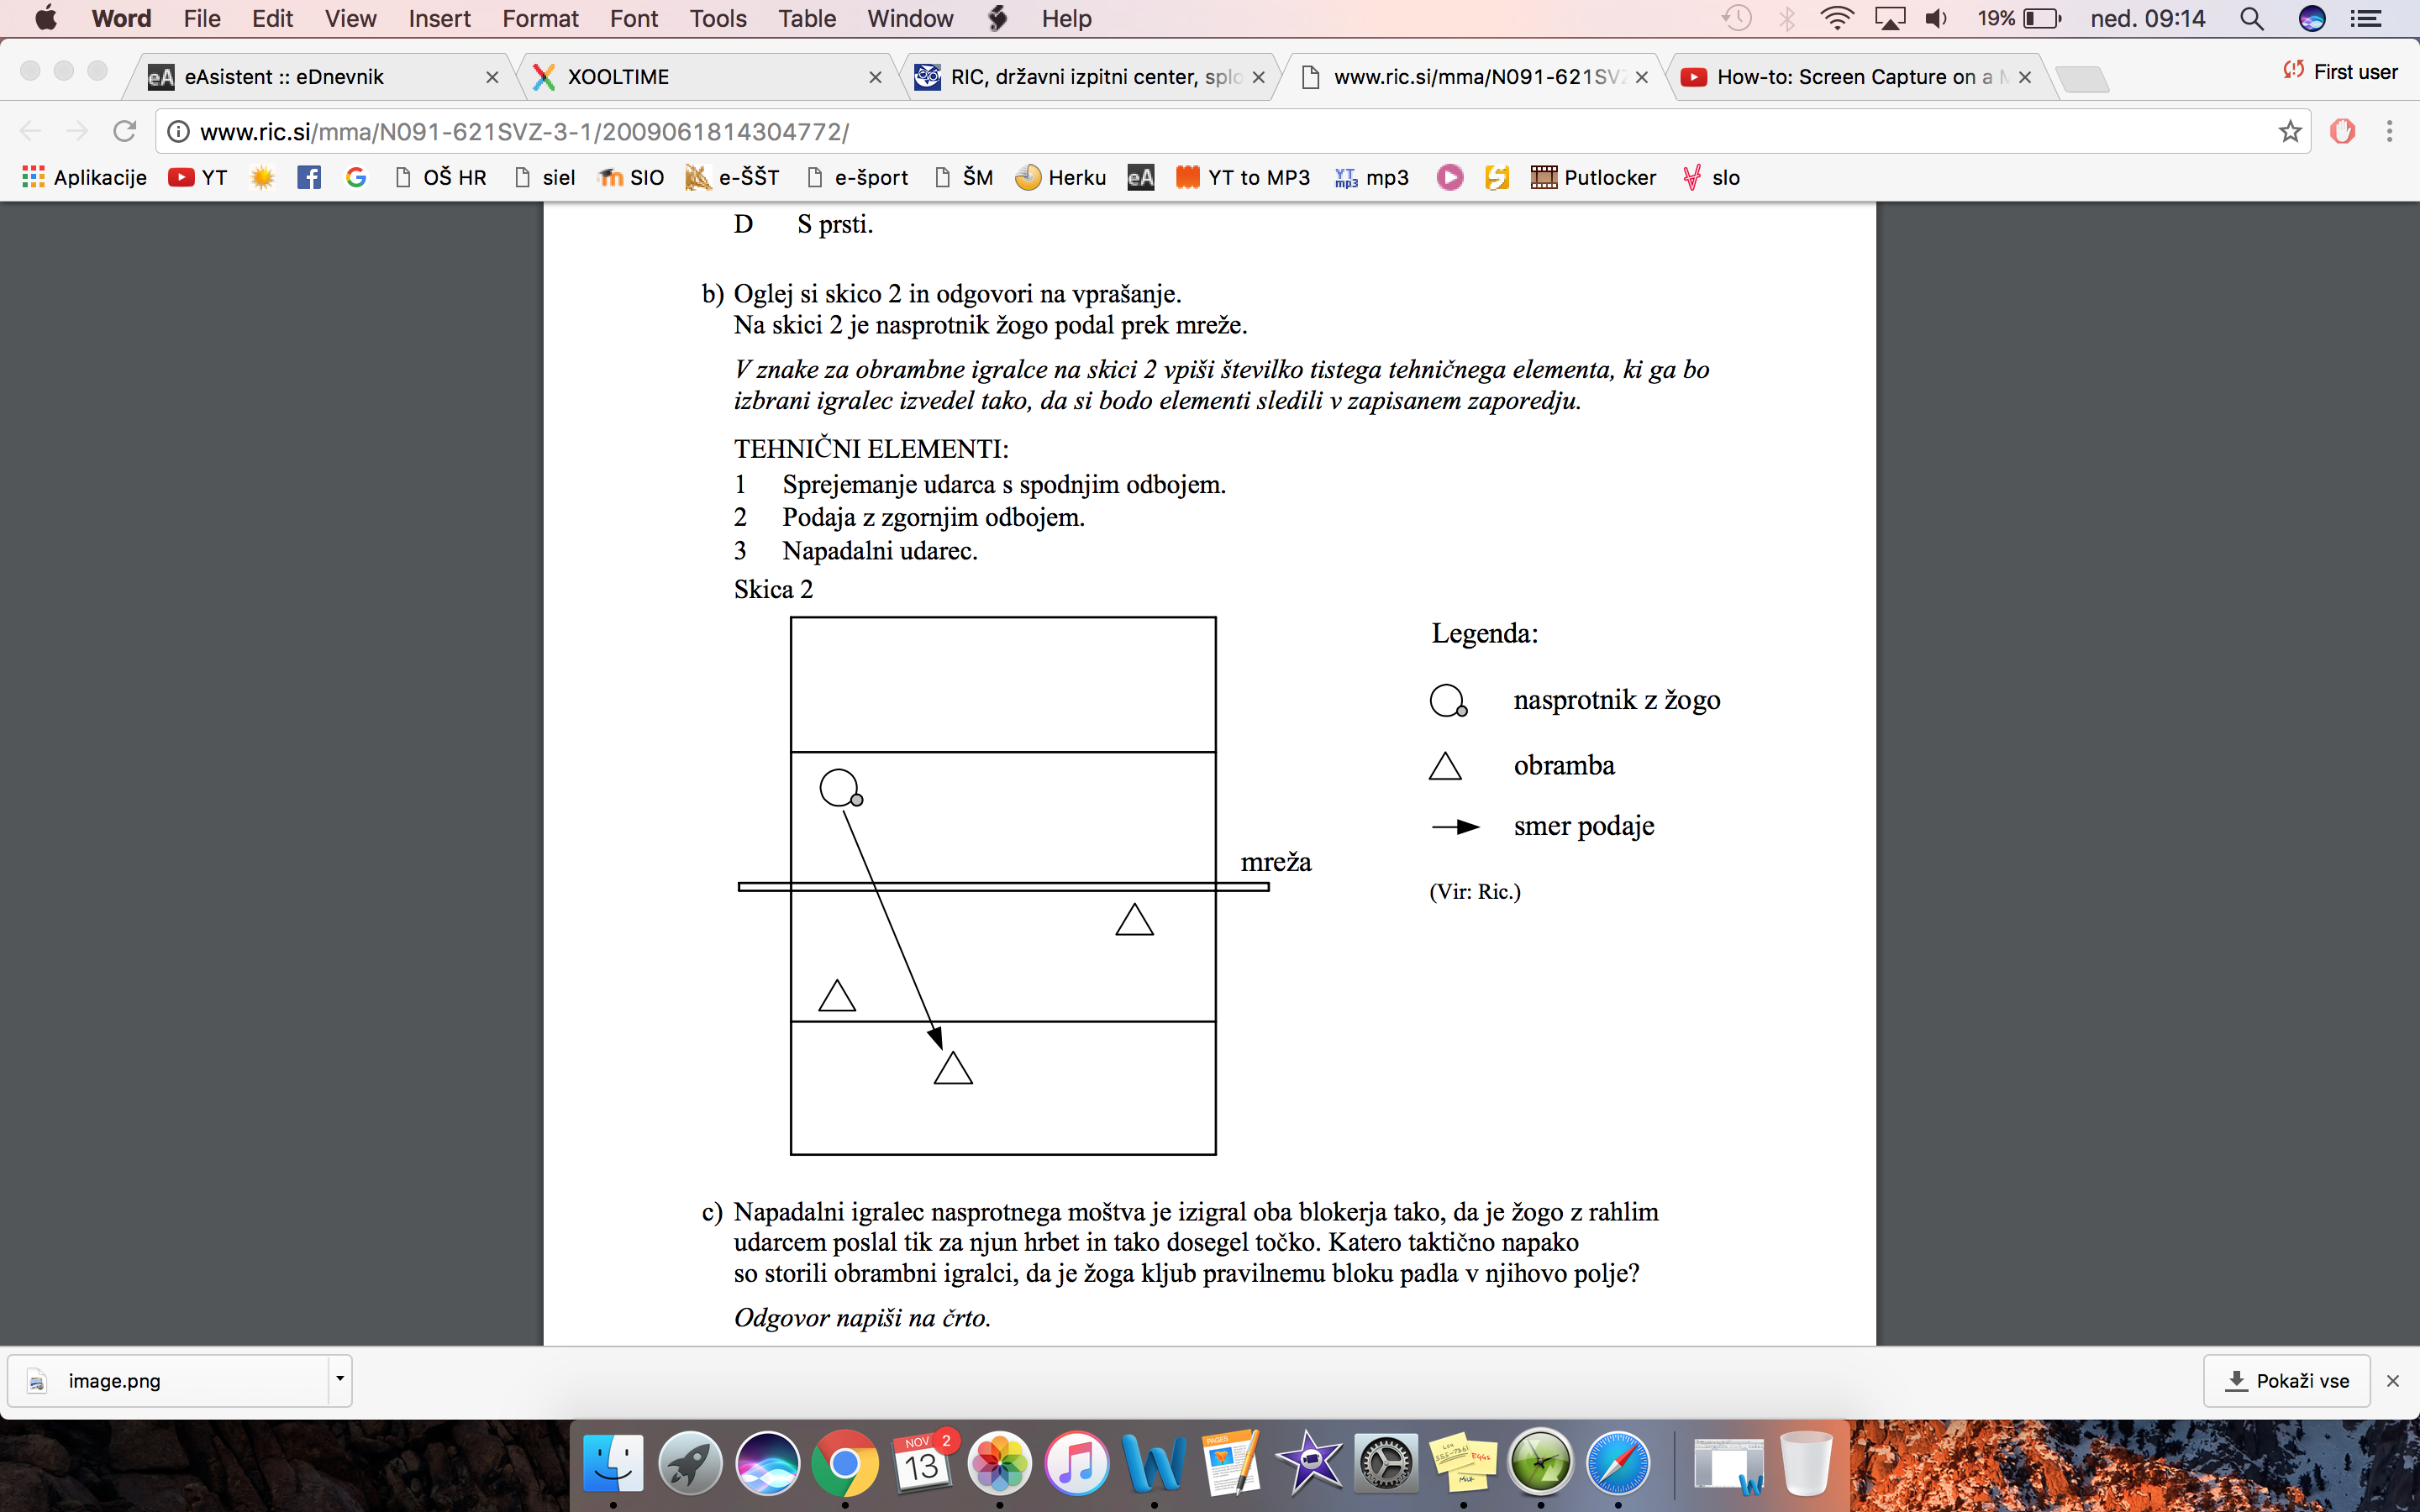 Word File Edit View Insert Format Font Tools Table Window Help 19% ned. 09:14
eA eAsistent :: eDnevnik XOOLTIME RIC, državni izpitni center, splo www.ric.si/mma/N091-621SV How-to: Screen Capture on a M First user
www.ric.si/mma/N091-621SVZ-3-1/2009061814304772/
Aplikacije YT OŠ HR siel SIO e-ŠŠT e-šport ŠM Herku eA YT to MP3 YT mp3 mp3 Putlocker slo
D S prsti.
b) Oglej si skico 2 in odgovori na vprašanje.
Na skici 2 je nasprotnik žogo podal prek mreže.
V znake za obrambne igralce na skici 2 vpiši številko tistega tehničnega elementa, ki ga bo
izbrani igralec izvedel tako, da si bodo elementi sledili v zapisanem zaporedju.
TEHNIČNI ELEMENTI:
1 Sprejemanje udarca s spodnjim odbojem.
2 Podaja z zgornjim odbojem.
3 Napadalni udarec.
Skica 2
Legenda:
nasprotnik z žogo
obramba
smer podaje
mreža
(Vir: Ric.)
c) Napadalni igralec nasprotnega moštva je izigral oba blokerja tako, da je žogo z rahlim
udarcem poslal tik za njun hrbet in tako dosegel točko. Katero taktično napako
so storili obrambni igralci, da je žoga kljub pravilnemu bloku padla v njihovo polje?
Odgovor napiši na črto.
image.png Pokaži vse
NOV 2
13
PAGES